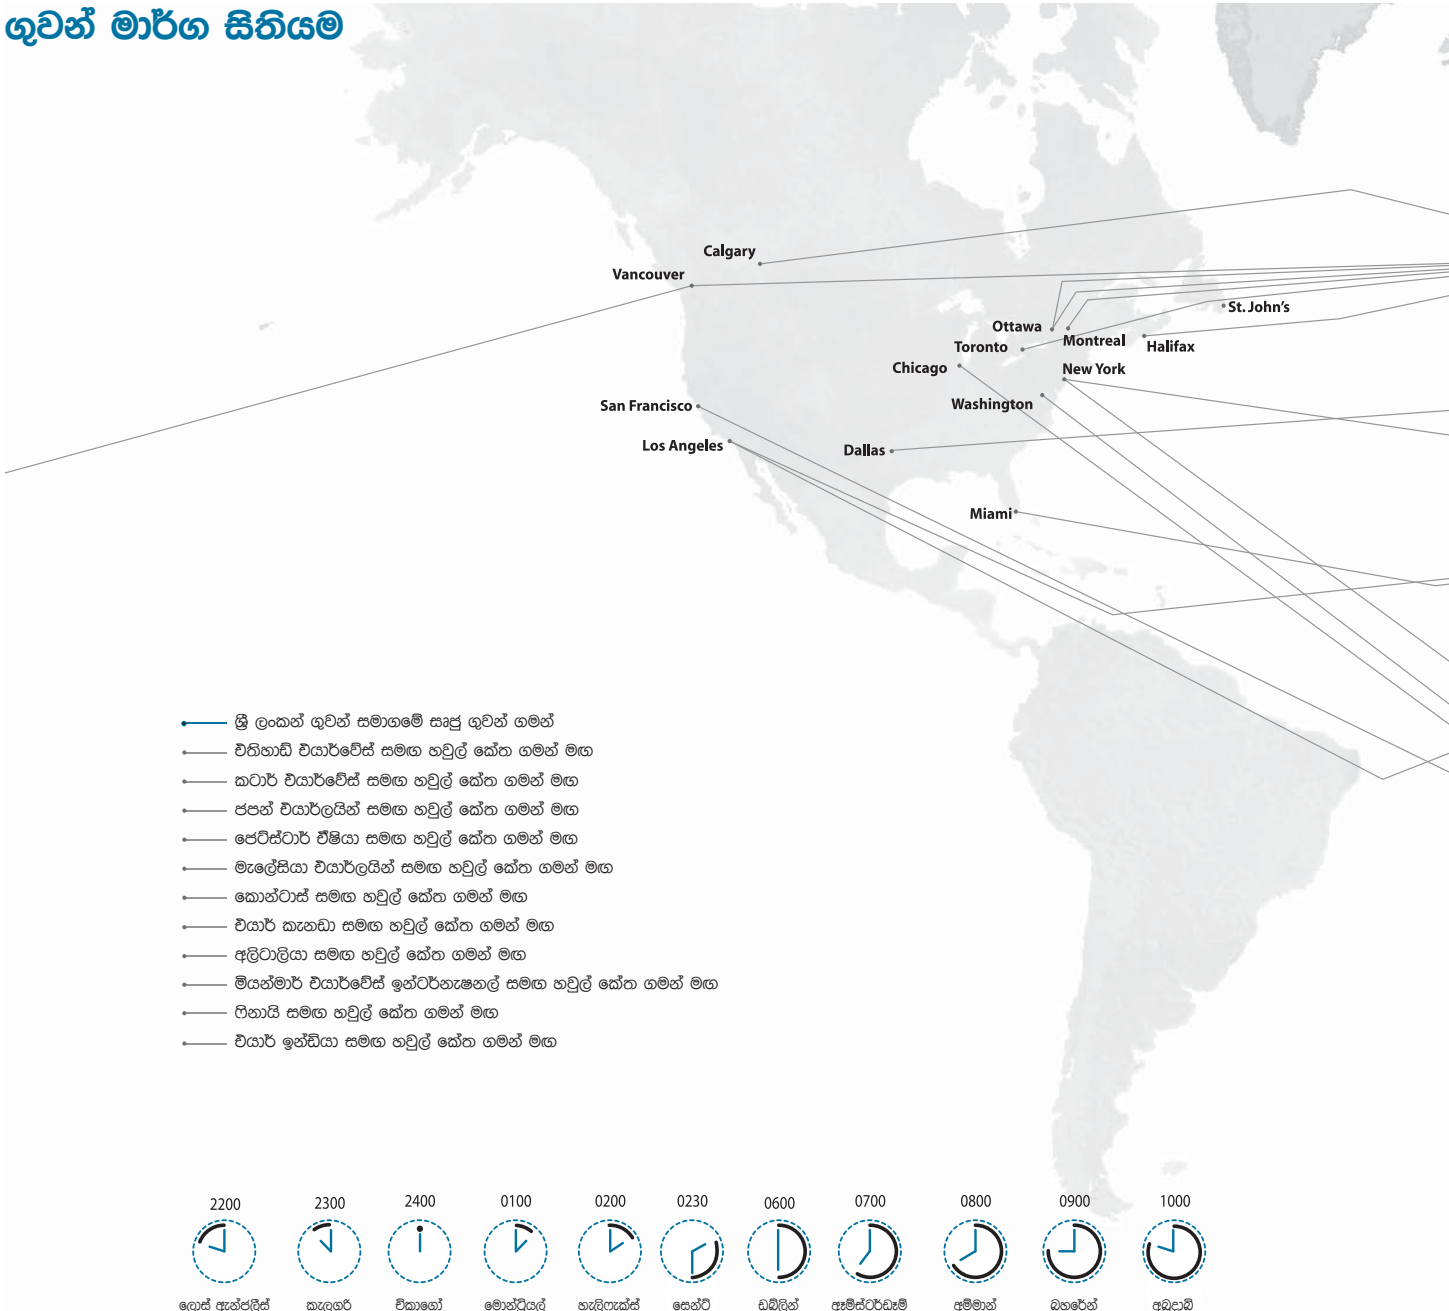 ගුවන් මාර්ග සිතියම
Calgary
Vancouver
St. John's
Ottawa
Montreal
Toronto
Halifax
Chicago
New York
San Francisco
Washington
Los Angeles
Dallas
Miami
ශ්‍රී ලංකන් ගුවන් සමාගමේ සෘජු ගුවන් ගමන්
එතිහාඩ් එයාර්වේස් සමඟ හවුල් කේත ගමන් මඟ
කටාර් එයාර්වේස් සමඟ හවුල් කේත ගමන් මඟ
ජපන් එයාර්ලයින් සමඟ හවුල් කේත ගමන් මඟ
ජෙට්ස්ටාර් ඒෂියා සමඟ හවුල් කේත ගමන් මඟ
මැලේසියා එයාර්ලයින් සමඟ හවුල් කේත ගමන් මඟ
කොන්ටාස් සමඟ හවුල් කේත ගමන් මඟ
එයාර් කැනඩා සමඟ හවුල් කේත ගමන් මඟ
අලිටාලියා සමඟ හවුල් කේත ගමන් මඟ
මියන්මාර් එයාර්වේස් ඉන්ටර්නැෂනල් සමඟ හවුල් කේත ගමන් මඟ
ෆිනායි සමඟ හවුල් කේත ගමන් මඟ
එයාර් ඉන්ඩියා සමඟ හවුල් කේත ගමන් මඟ
2200 2300 2400 0100 0200 0230 0600 0700 0800 0900 1000
ලොස් ඇන්ජලීස් කැලගරි චිකාගෝ මොන්ට්‍රියල් හැලිෆැක්ස් සෙන්ට් ඩබ්ලින් ඇම්ස්ටර්ඩෑම් අම්මාන් බහරේන් අබුඩාබි